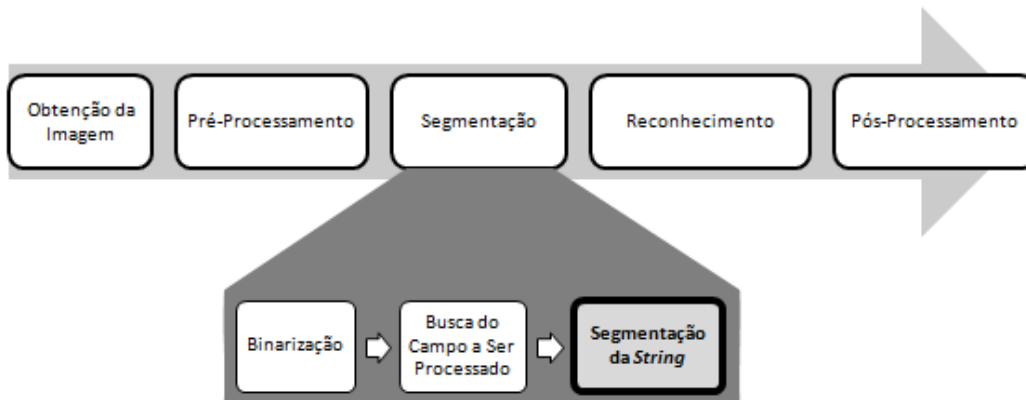 Obtenção da
Imagem
Pré-Processamento
Segmentação
Reconhecimento
Pós-Processamento
Binarização
Busca do
Campo a Ser
Processado
Segmentação
da String